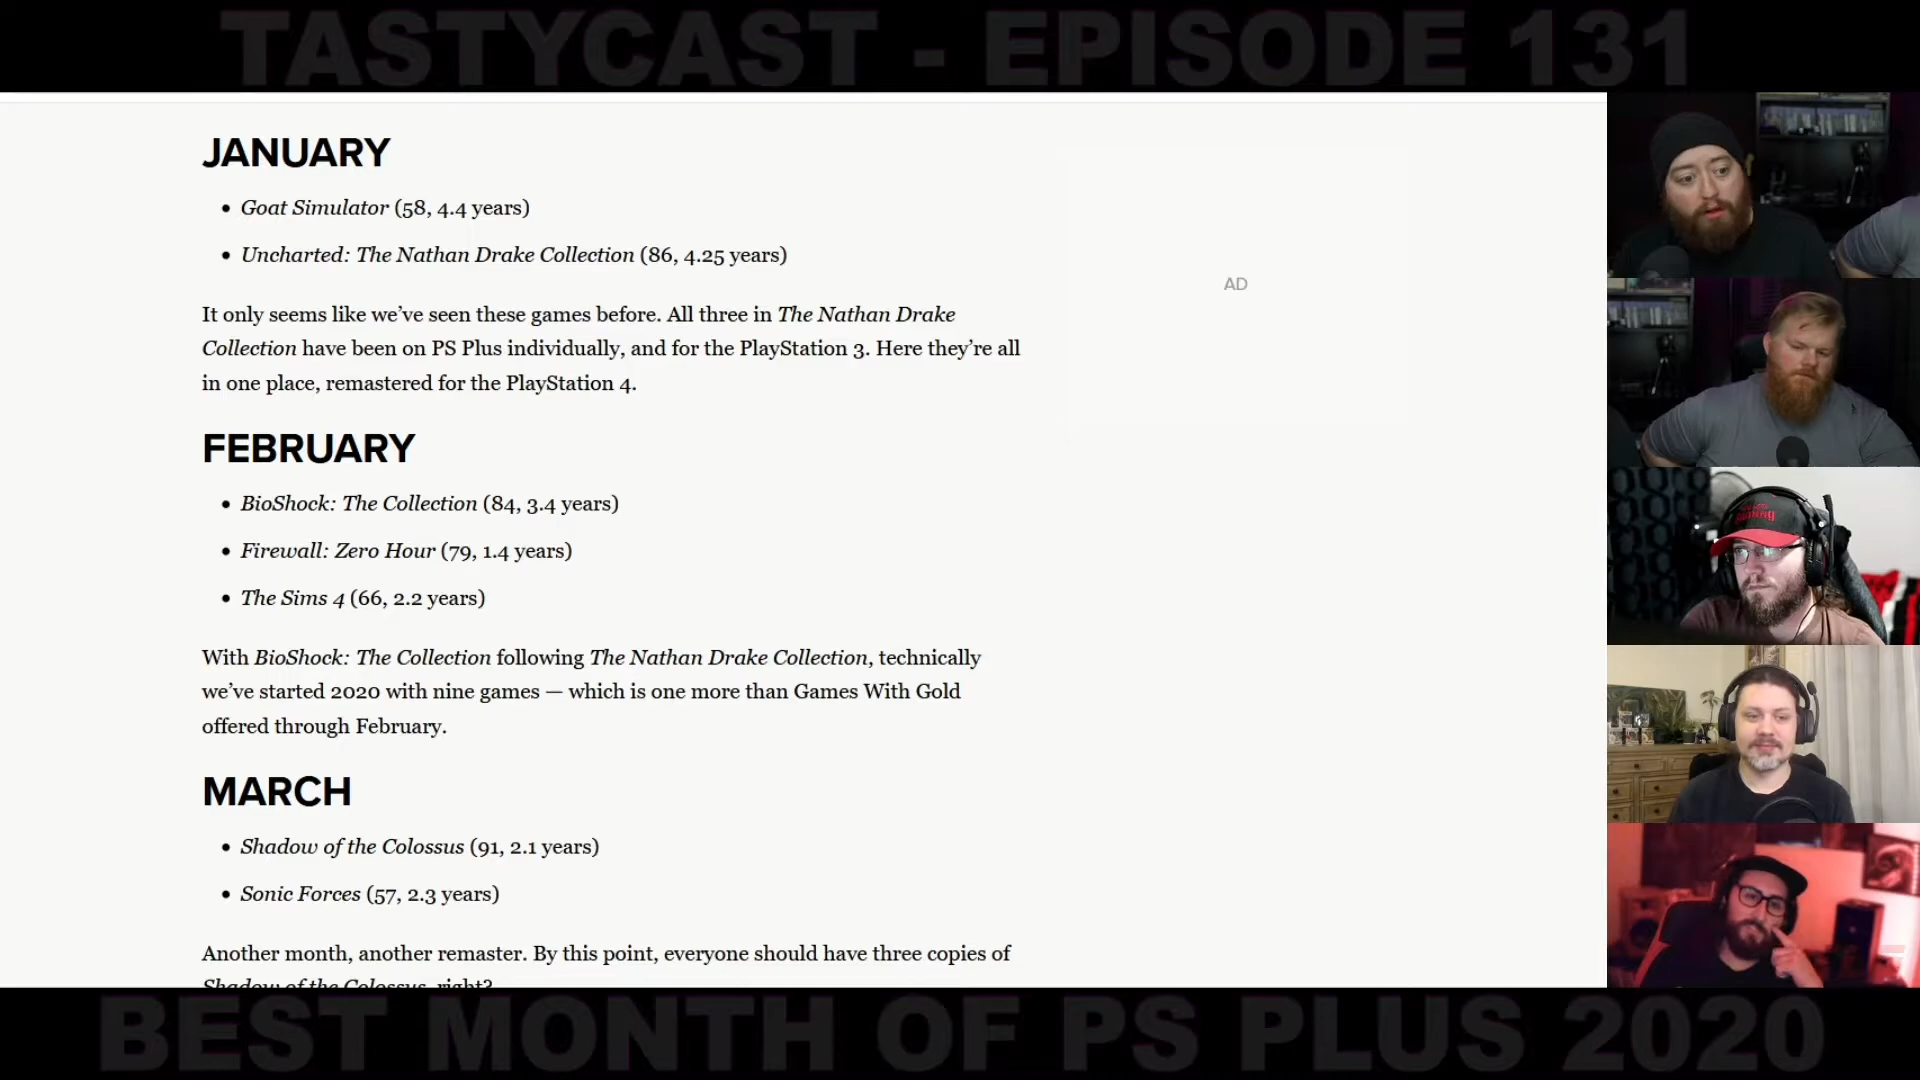 TASTYCAST - EPISODE 131
JANUARY
• Goat Simulator (58, 4.4 years)
• Uncharted: The Nathan Drake Collection (86, 4.25 years)
It only seems like we’ve seen these games before. All three in The Nathan Drake
Collection have been on PS Plus individually, and for the PlayStation 3. Here they’re all
in one place, remastered for the PlayStation 4.
AD
FEBRUARY
• BioShock: The Collection (84, 3.4 years)
• Firewall: Zero Hour (79, 1.4 years)
• The Sims 4 (66, 2.2 years)
With BioShock: The Collection following The Nathan Drake Collection, technically
we’ve started 2020 with nine games — which is one more than Games With Gold
offered through February.
MARCH
• Shadow of the Colossus (91, 2.1 years)
• Sonic Forces (57, 2.3 years)
Another month, another remaster. By this point, everyone should have three copies of
Shadow of the Colossus, right?
BEST MONTH OF PS PLUS 2020